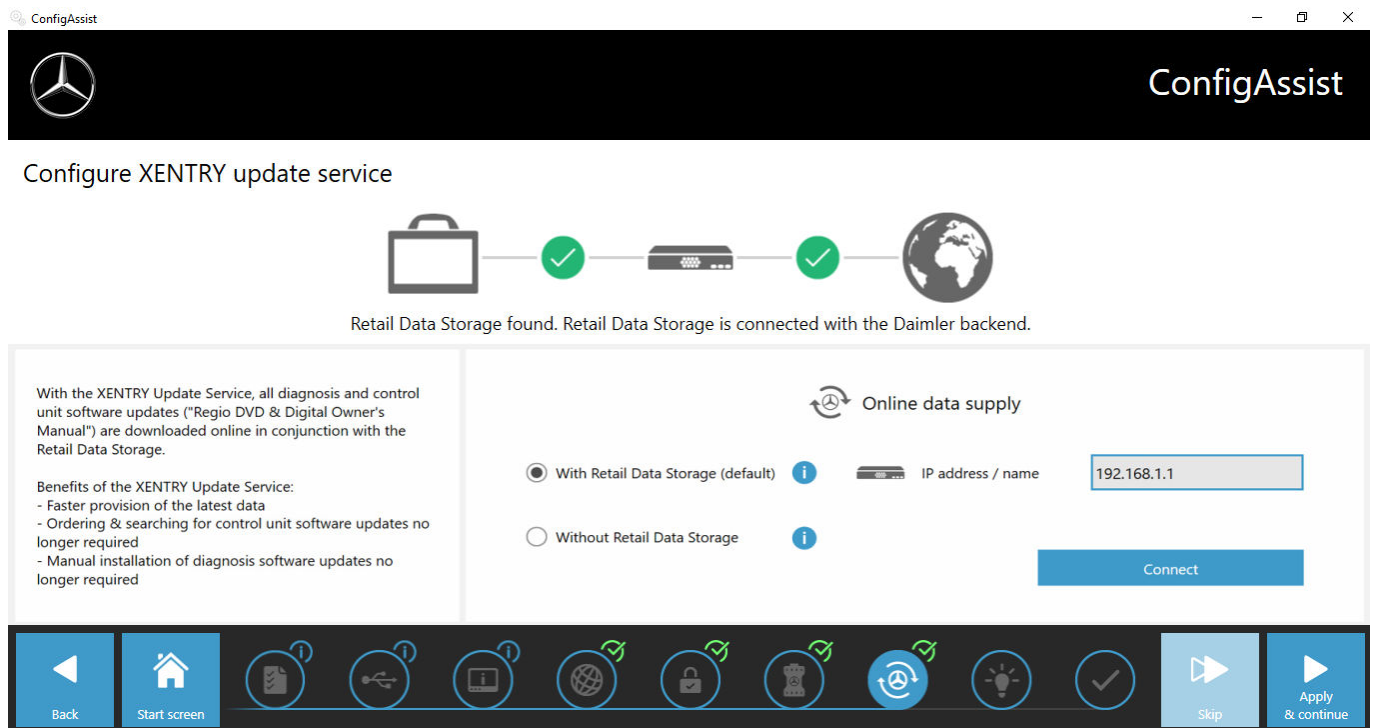 ConfigAssist
ConfigAssist
Configure XENTRY update service
Retail Data Storage found. Retail Data Storage is connected with the Daimler backend.
With the XENTRY Update Service, all diagnosis and control
unit software updates ("Regio DVD & Digital Owner's
Manual") are downloaded online in conjunction with the
Retail Data Storage.
Benefits of the XENTRY Update Service:
- Faster provision of the latest data
- Ordering & searching for control unit software updates no
longer required
- Manual installation of diagnosis software updates no
longer required
Online data supply
With Retail Data Storage (default)
IP address / name
192.168.1.1
Without Retail Data Storage
Connect
Back
Start screen
Skip
Apply
& continue